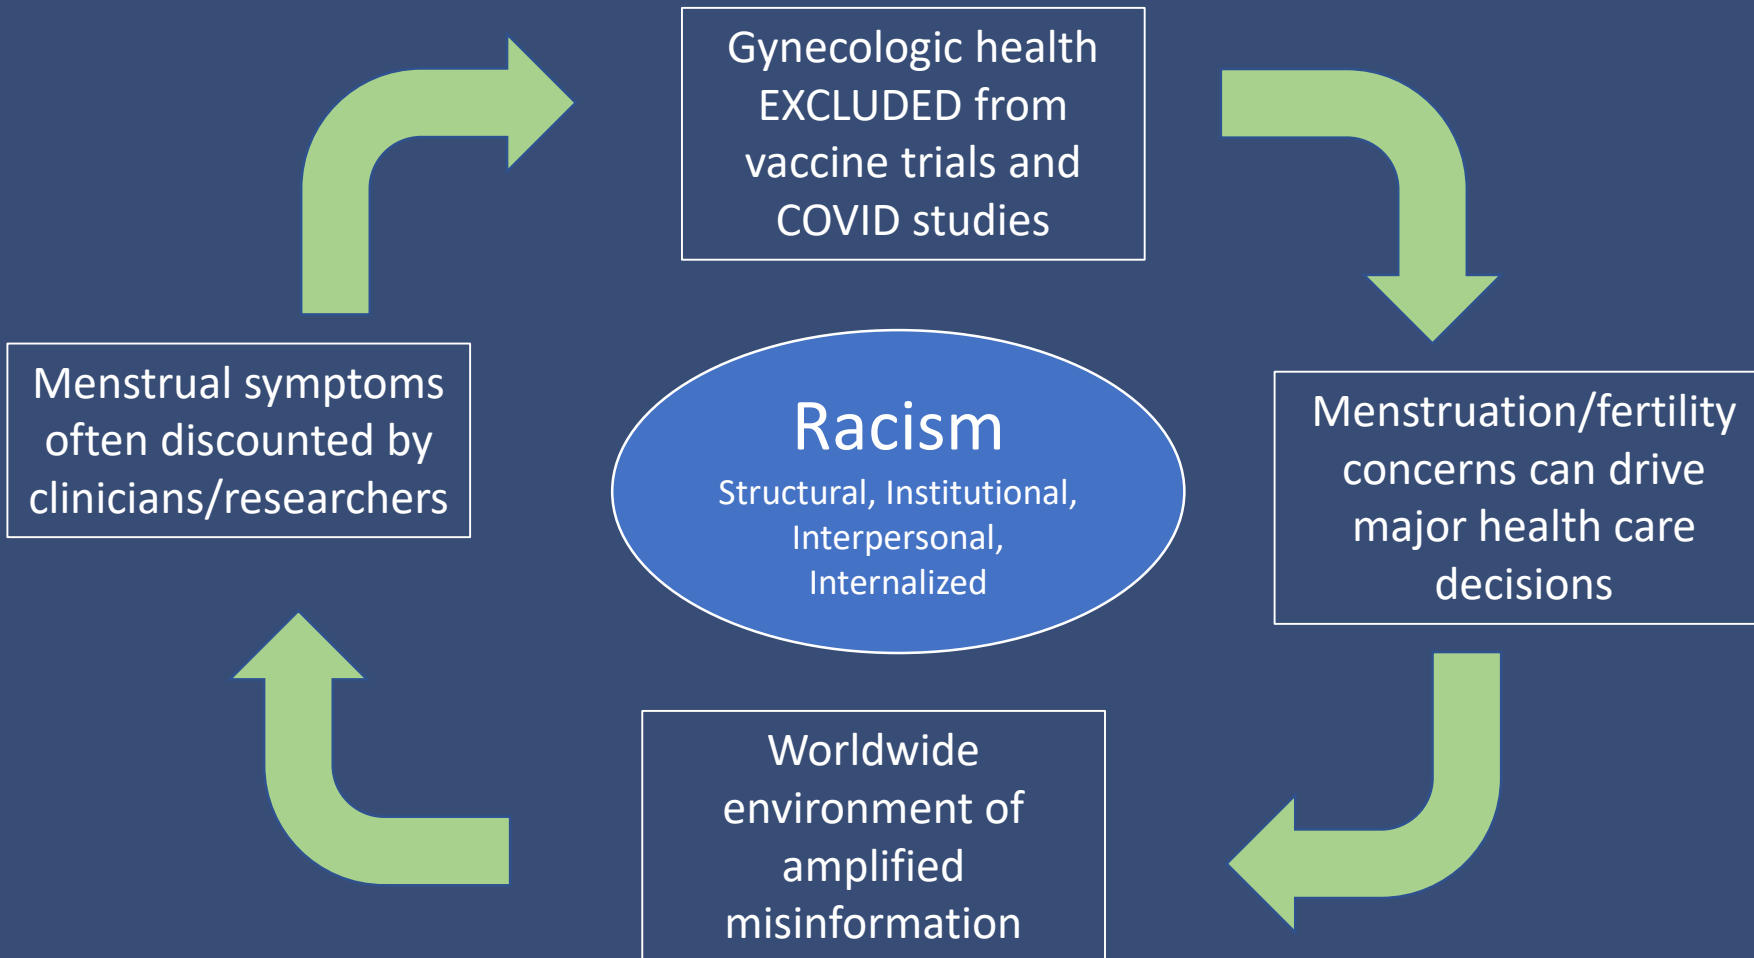 Gynecologic health
EXCLUDED from
vaccine trials and
COVID studies
Menstrual symptoms
often discounted by
clinicians/researchers
Racism
Structural, Institutional,
Interpersonal,
Internalized
Menstruation/fertility
concerns can drive
major health care
decisions
Worldwide
environment of
amplified
misinformation